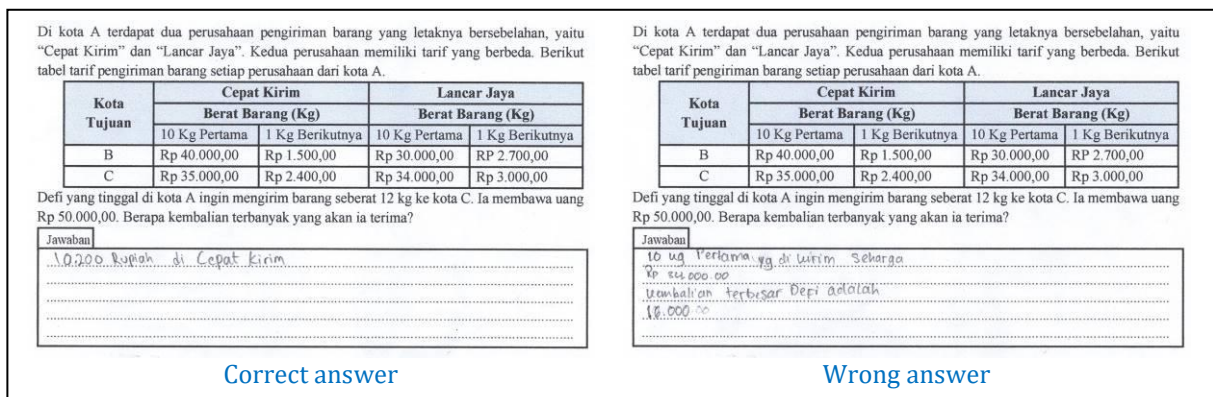 Di kota A terdapat dua perusahaan pengiriman barang yang letaknya bersebelahan, yaitu
“Cepat Kirim” dan “Lancar Jaya”. Kedua perusahaan memiliki tarif yang berbeda. Berikut
tabel tarif pengiriman barang setiap perusahaan dari kota A.
Kota Tujuan Cepat Kirim Lancar Jaya
Berat Barang (Kg) Berat Barang (Kg)
10 Kg Pertama 1 Kg Berikutnya 10 Kg Pertama 1 Kg Berikutnya
B Rp 40.000,00 Rp 1.500,00 Rp 30.000,00 RP 2.700,00
C Rp 35.000,00 Rp 2.400,00 Rp 34.000,00 Rp 3.000,00
Defi yang tinggal di kota A ingin mengirim barang seberat 12 kg ke kota C. Ia membawa uang
Rp 50.000,00. Berapa kembalian terbanyak yang akan ia terima?
Jawaban
10.200 Rupiah di Cepat Kirim
Correct answer
Di kota A terdapat dua perusahaan pengiriman barang yang letaknya bersebelahan, yaitu
“Cepat Kirim” dan “Lancar Jaya”. Kedua perusahaan memiliki tarif yang berbeda. Berikut
tabel tarif pengiriman barang setiap perusahaan dari kota A.
Kota Tujuan Cepat Kirim Lancar Jaya
Berat Barang (Kg) Berat Barang (Kg)
10 Kg Pertama 1 Kg Berikutnya 10 Kg Pertama 1 Kg Berikutnya
B Rp 40.000,00 Rp 1.500,00 Rp 30.000,00 RP 2.700,00
C Rp 35.000,00 Rp 2.400,00 Rp 34.000,00 Rp 3.000,00
Defi yang tinggal di kota A ingin mengirim barang seberat 12 kg ke kota C. Ia membawa uang
Rp 50.000,00. Berapa kembalian terbanyak yang akan ia terima?
Jawaban
10 kg Pertama yg di kirim seharga
Rp
kembalian terbesar Depi adalah
Wrong answer